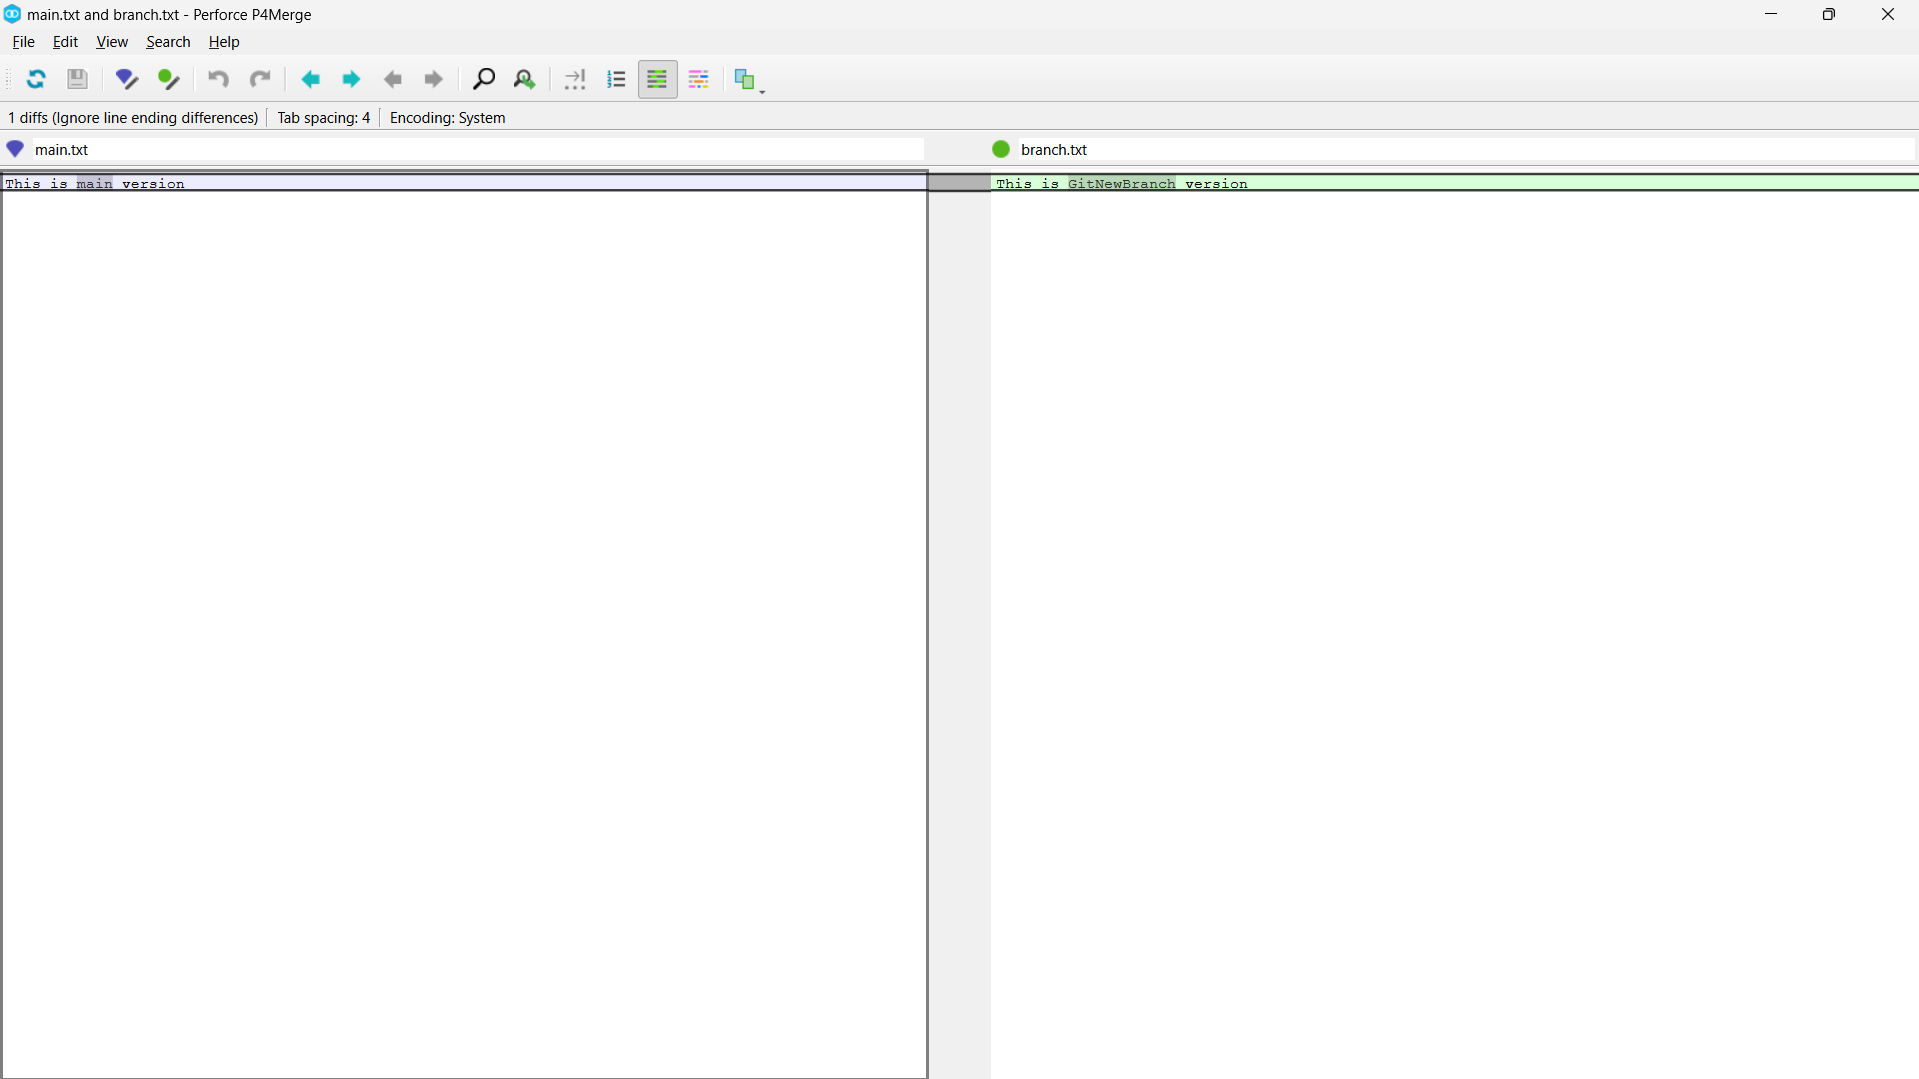 main.txt and branch.txt - Perforce P4Merge
File Edit View Search Help
1 diffs (Ignore line ending differences) Tab spacing: 4 Encoding: System
main.txt branch.txt
This is main version This is GitNewBranch version